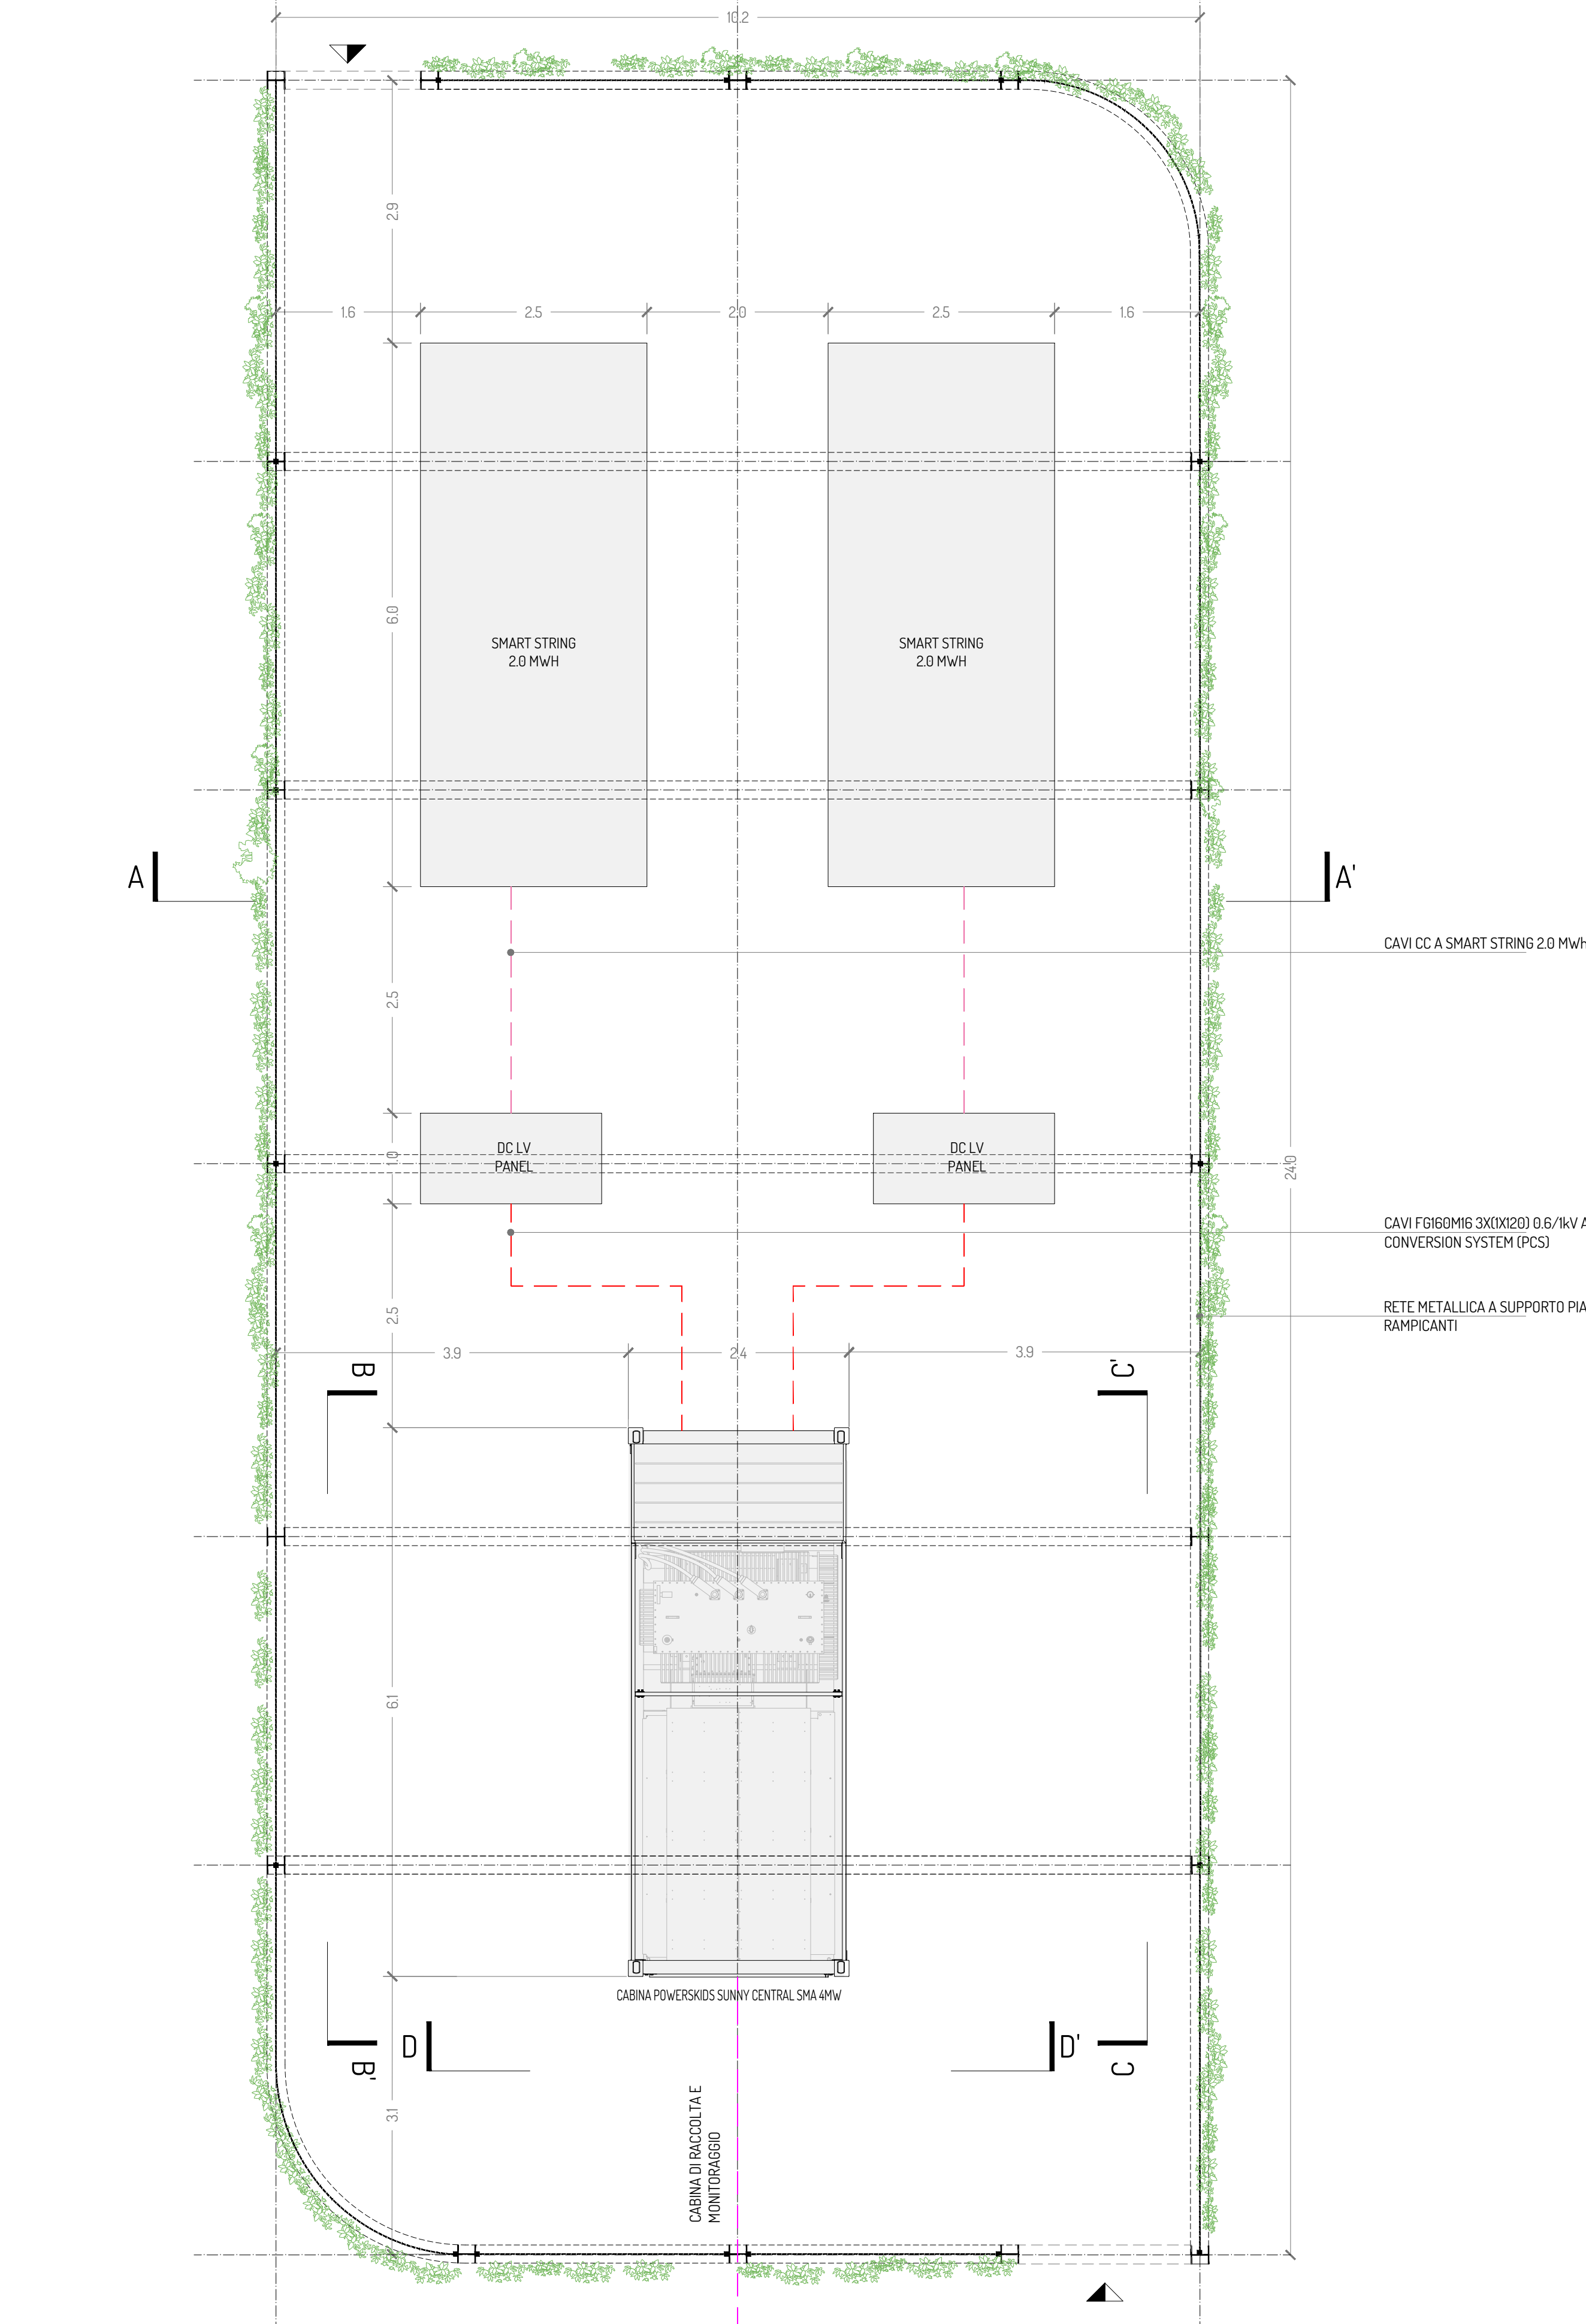 10.2
2.9
1.6
2.5
2.0
2.5
1.6
6.0
SMART STRING
2.0 MWH
SMART STRING
2.0 MWH
A
A'
CAVI CC A SMART STRING 2.0 MWh
2.5
DC LV
PANEL
DC LV
PANEL
1.0
24.0
CAVI FG16OM16 3X(1X120) 0.6/1kV A
CONVERSION SYSTEM (PCS)
RETE METALLICA A SUPPORTO PIA
RAMPICANTI
2.5
3.9
2.4
3.9
B
C'
6.1
CABINA POWERSKIDS SUNNY CENTRAL SMA 4MW
B'
D
D'
C
3.1
CABINA DI RACCOLTA E
MONITORAGGIO